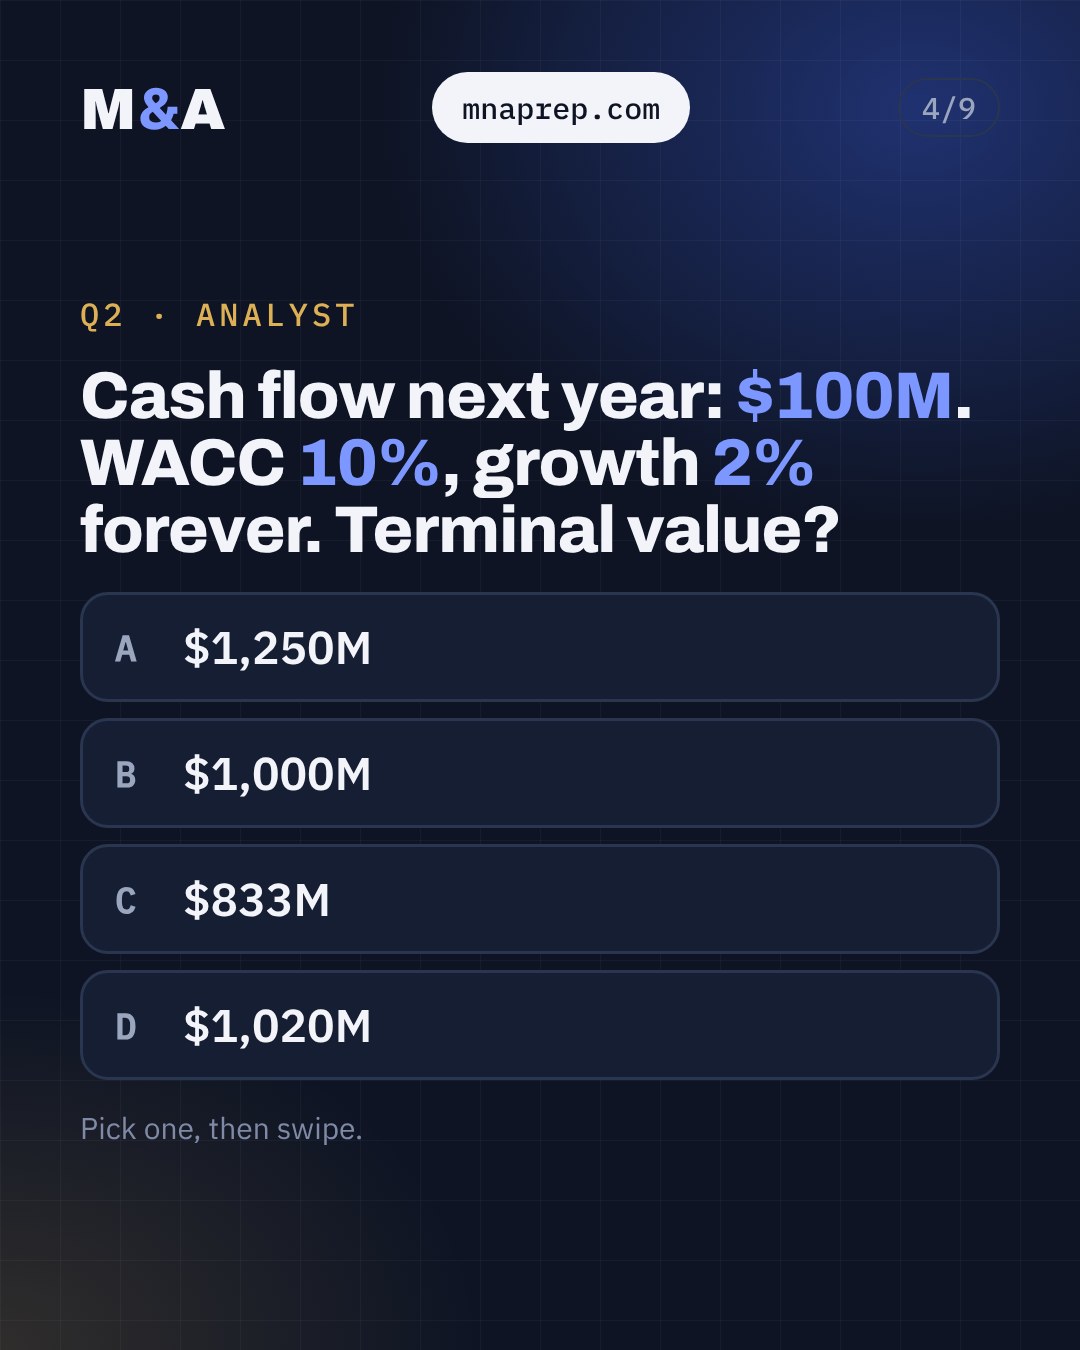 M&A
mnaprep.com
4/9
Q2 · ANALYST
Cash flow next year: $100M.
WACC 10%, growth 2%
forever. Terminal value?
A $1,250M
B $1,000M
C $833M
D $1,020M
Pick one, then swipe.